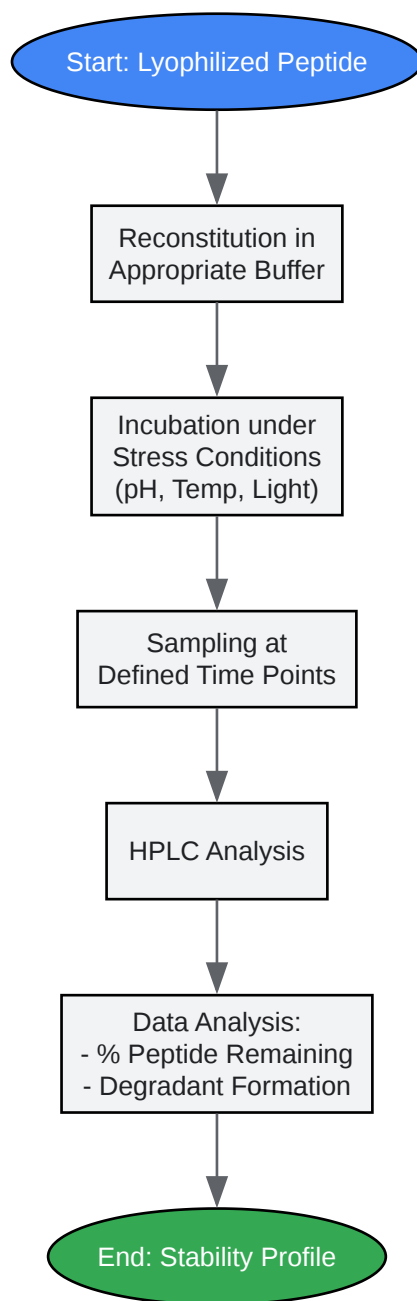 Start: Lyophilized Peptide
Reconstitution in
Appropriate Buffer
Incubation under
Stress Conditions
(pH, Temp, Light)
Sampling at
Defined Time Points
HPLC Analysis
Data Analysis:
- % Peptide Remaining
- Degradant Formation
End: Stability Profile